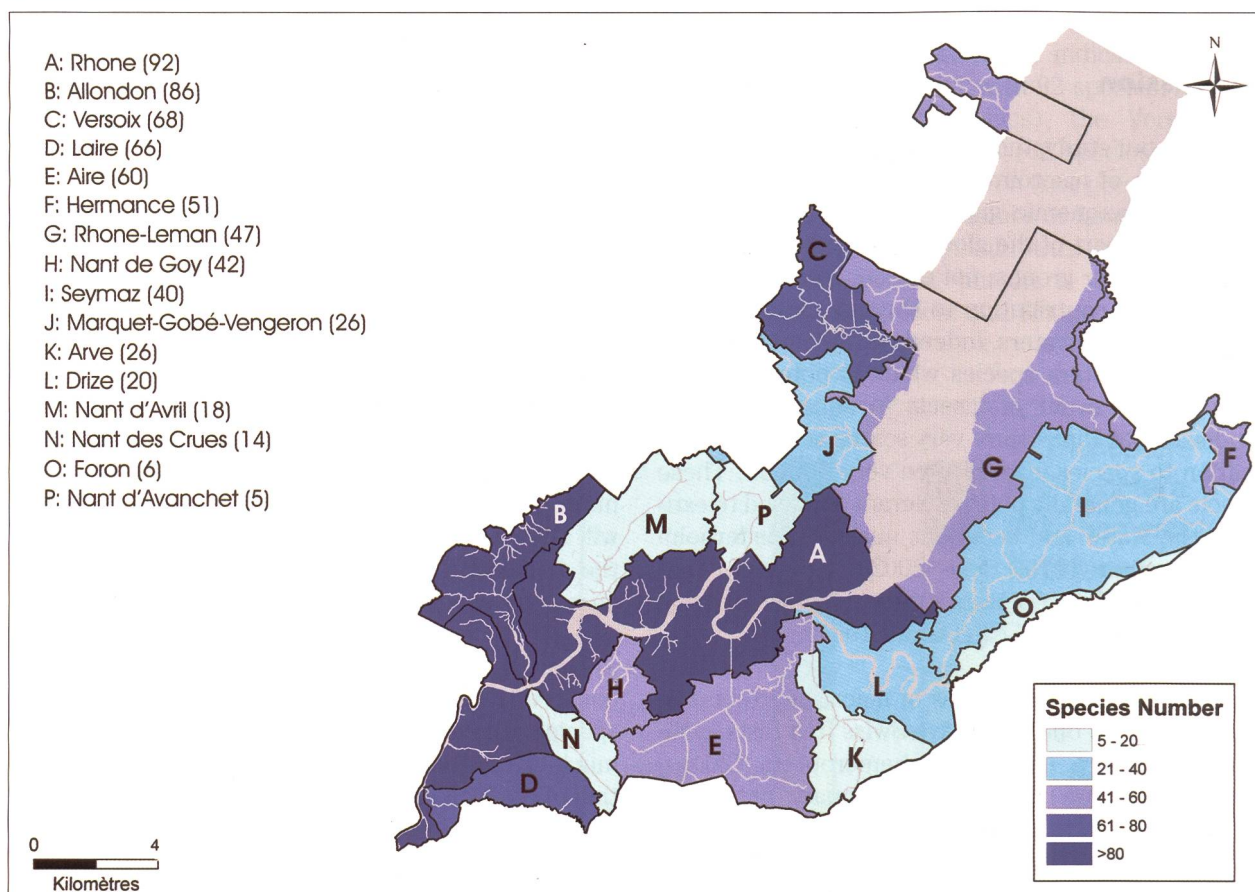 A: Rhone (92)
B: Allondon (86)
C: Versoix (68)
D: Laire (66)
E: Aire (60)
F: Hermance (51)
G: Rhone-Leman (47)
H: Nant de Goy (42)
I: Seymaz (40)
J: Marquet-Gobé-Vengeron (26)
K: Arve (26)
L: Drize (20)
M: Nant d'Avril (18)
N: Nant des Crues (14)
O: Foron (6)
P: Nant d'Avanchet (5)
N
C
J
G
F
I
B
M
P
A
O
H
L
N
E
K
D
Species Number
5 - 20
21 - 40
41 - 60
61 - 80
>80
0 4
Kilomètres